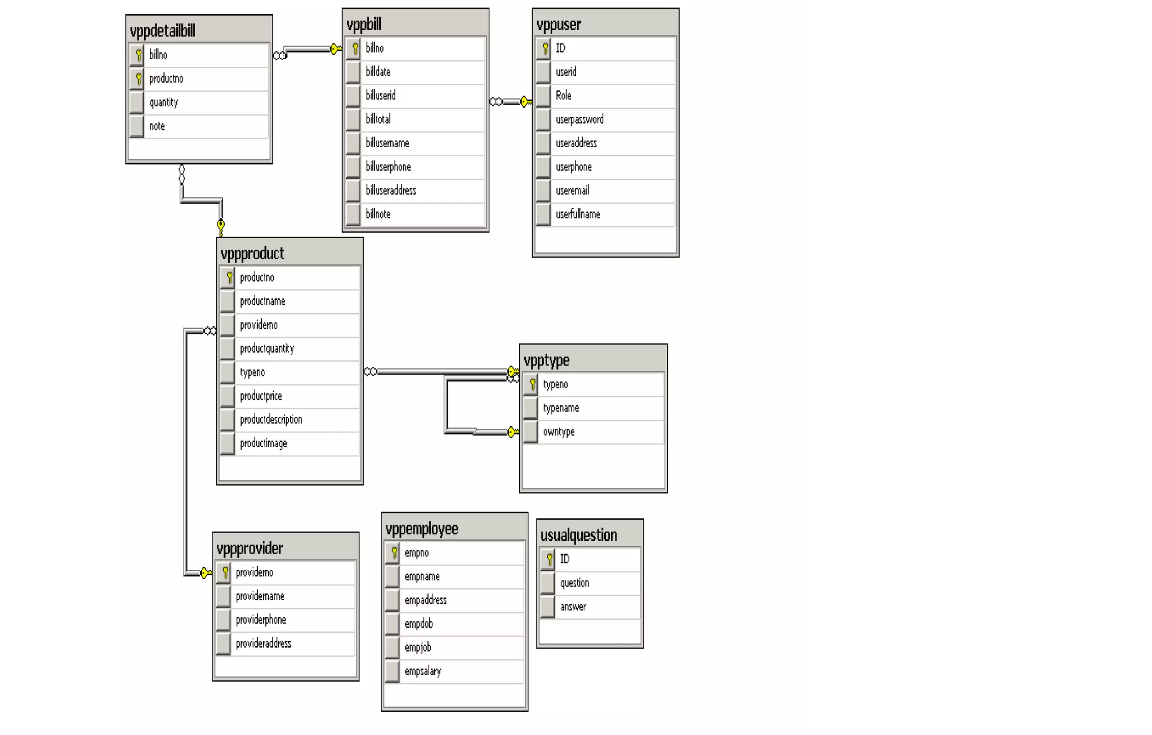 vppdetailbill
billno
productno
quantity
note
vppbill
billno
billdate
billuserid
billtotal
billusername
billuserphone
billuseraddress
billnote
vppuser
ID
userid
Role
userpassword
useraddress
userphone
useremail
userfullname
vppproduct
productno
productname
providerno
productquantity
typeno
productprice
productdescription
productimage
vpptype
typeno
typename
owntype
vppprovider
providerno
providername
providerphone
provideraddress
vppemployee
empno
empname
empaddress
empdob
empjob
empsalary
usualquestion
ID
question
answer